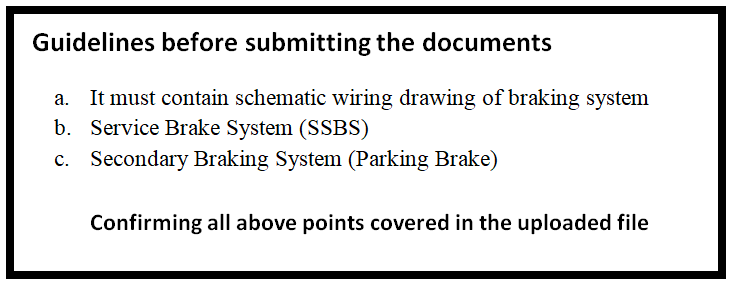 Guidelines before submitting the documents
a. It must contain schematic wiring drawing of braking system
b. Service Brake System (SSBS)
c. Secondary Braking System (Parking Brake)
Confirming all above points covered in the uploaded file